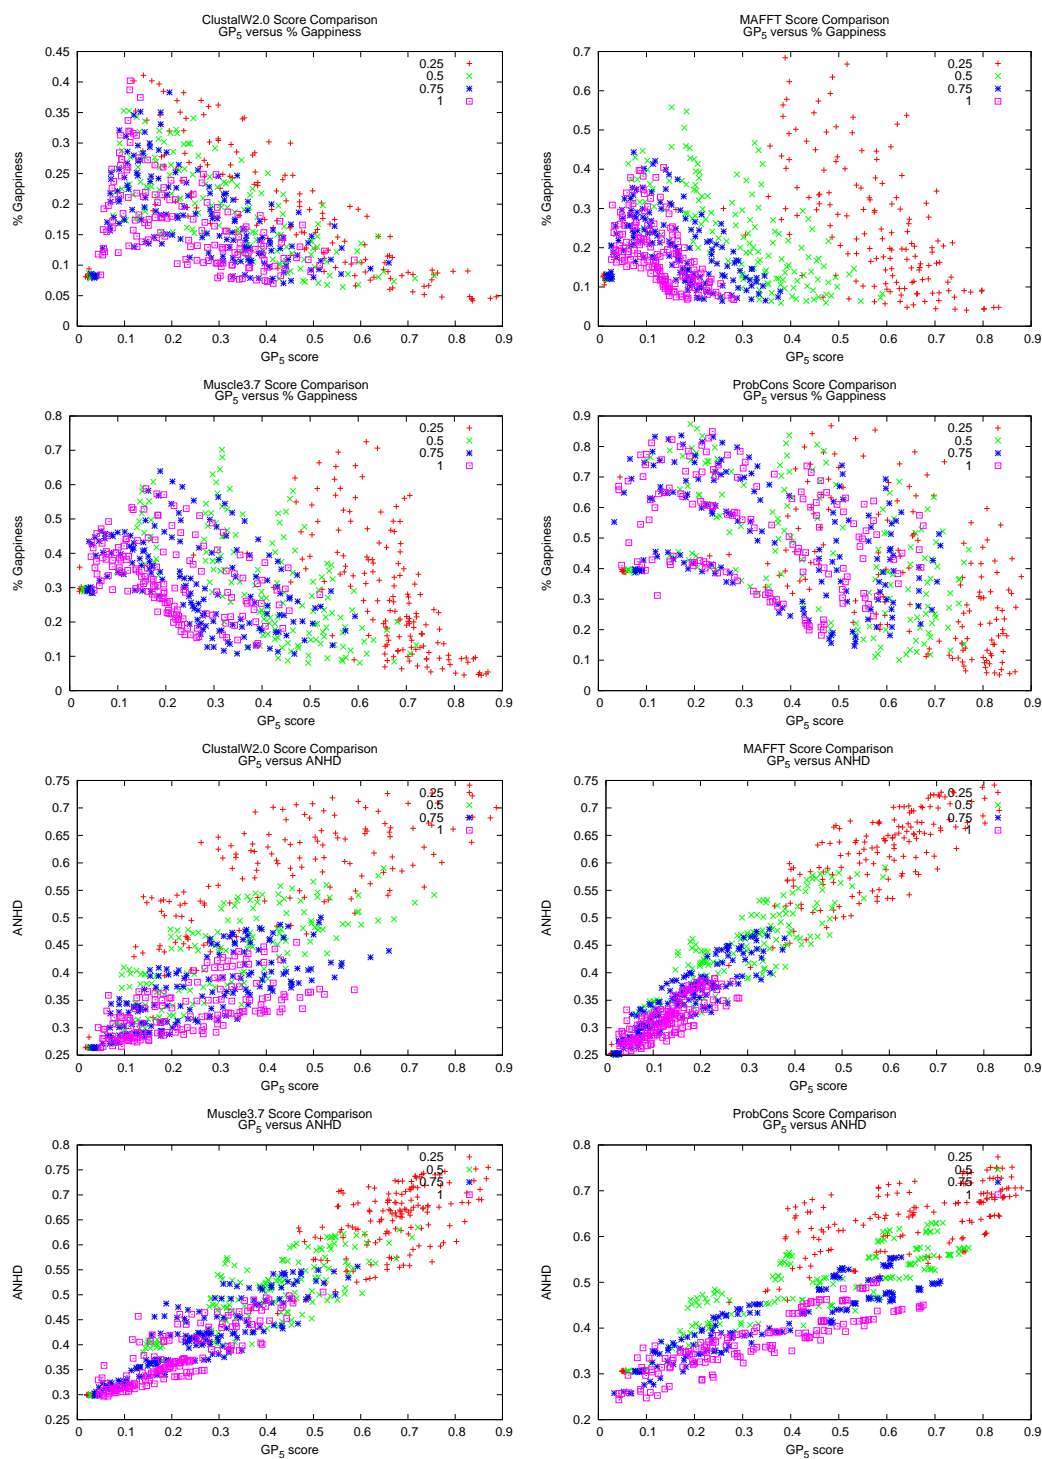 ClustalW2.0 Score Comparison
GP5 versus % Gappiness
0.45
0.4
0.35
0.3
0.25
0.2
0.15
0.1
0.05
0
% Gappiness
0.25
0.5
0.75
1
0 0.1 0.2 0.3 0.4 0.5 0.6 0.7 0.8 0.9
GP5 score
MAFFT Score Comparison
GP5 versus % Gappiness
0.7
0.6
0.5
0.4
0.3
0.2
0.1
0
% Gappiness
0.25
0.5
0.75
1
0 0.1 0.2 0.3 0.4 0.5 0.6 0.7 0.8 0.9
GP5 score
Muscle3.7 Score Comparison
GP5 versus % Gappiness
0.8
0.7
0.6
0.5
0.4
0.3
0.2
0.1
0
% Gappiness
0.25
0.5
0.75
1
0 0.1 0.2 0.3 0.4 0.5 0.6 0.7 0.8 0.9
GP5 score
ProbCons Score Comparison
GP5 versus % Gappiness
0.9
0.8
0.7
0.6
0.5
0.4
0.3
0.2
0.1
0
% Gappiness
0.25
0.5
0.75
1
0 0.1 0.2 0.3 0.4 0.5 0.6 0.7 0.8 0.9
GP5 score
ClustalW2.0 Score Comparison
GP5 versus ANHD
0.75
0.7
0.65
0.6
0.55
0.5
0.45
0.4
0.35
0.3
0.25
ANHD
0.25
0.5
0.75
1
0 0.1 0.2 0.3 0.4 0.5 0.6 0.7 0.8 0.9
GP5 score
MAFFT Score Comparison
GP5 versus ANHD
0.75
0.7
0.65
0.6
0.55
0.5
0.45
0.4
0.35
0.3
0.25
ANHD
0.25
0.5
0.75
1
0 0.1 0.2 0.3 0.4 0.5 0.6 0.7 0.8 0.9
GP5 score
Muscle3.7 Score Comparison
GP5 versus ANHD
0.8
0.75
0.7
0.65
0.6
0.55
0.5
0.45
0.4
0.35
0.3
0.25
ANHD
0.25
0.5
0.75
1
0 0.1 0.2 0.3 0.4 0.5 0.6 0.7 0.8 0.9
GP5 score
ProbCons Score Comparison
GP5 versus ANHD
0.8
0.7
0.6
0.5
0.4
0.3
0.2
ANHD
0.25
0.5
0.75
1
0 0.1 0.2 0.3 0.4 0.5 0.6 0.7 0.8 0.9
GP5 score